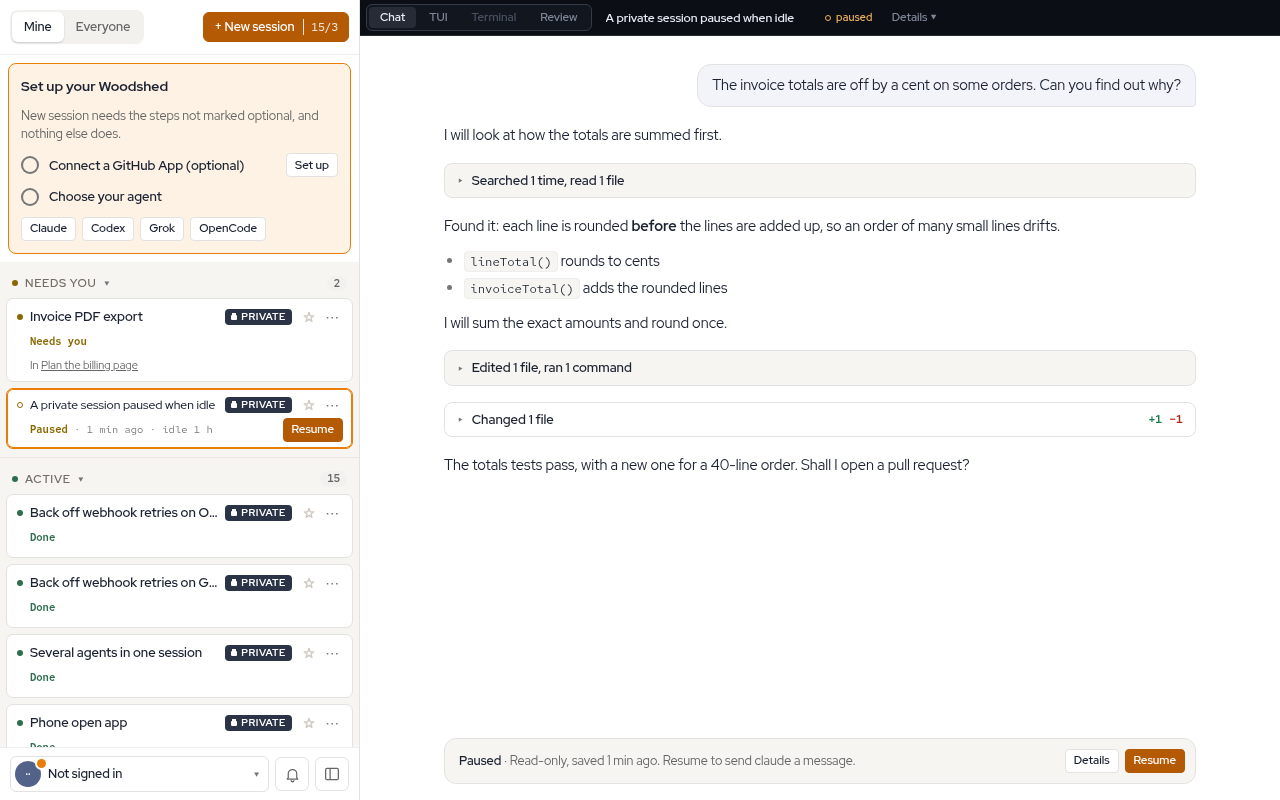 Mine
Everyone
+ New session
15/3
Set up your Woodshed
New session needs the steps not marked optional, and
nothing else does.
Connect a GitHub App (optional)
Set up
Choose your agent
Claude
Codex
Grok
OpenCode
NEEDS YOU
2
Invoice PDF export
PRIVATE
Needs you
In Plan the billing page
A private session paused when idle
PRIVATE
Paused · 1 min ago · idle 1 h
Resume
ACTIVE
15
Back off webhook retries on O...
PRIVATE
Done
Back off webhook retries on G...
PRIVATE
Done
Several agents in one session
PRIVATE
Done
Phone open app
PRIVATE
Done
Not signed in
Chat
TUI
Terminal
Review
A private session paused when idle
paused
Details
The invoice totals are off by a cent on some orders. Can you find out why?
I will look at how the totals are summed first.
Searched 1 time, read 1 file
Found it: each line is rounded before the lines are added up, so an order of many small lines drifts.
lineTotal() rounds to cents
invoiceTotal() adds the rounded lines
I will sum the exact amounts and round once.
Edited 1 file, ran 1 command
Changed 1 file
+1 −1
The totals tests pass, with a new one for a 40-line order. Shall I open a pull request?
Paused · Read-only, saved 1 min ago. Resume to send claude a message.
Details
Resume